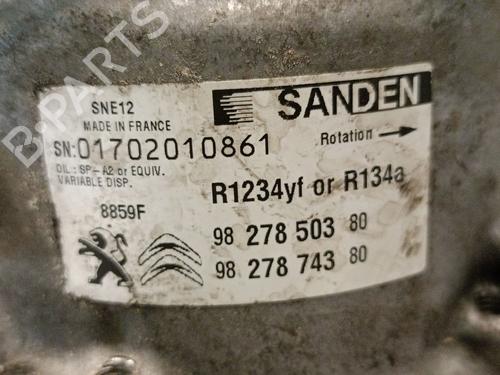 B-PARTS
SNE12
MADE IN FRANCE
SANDEN
SN:01702010861
Rotation
OIL : SP-A2 or EQUIV.
VARIABLE DISP.
R1234yf or R134a
8859F
98 278 503 80
98 278 743 80